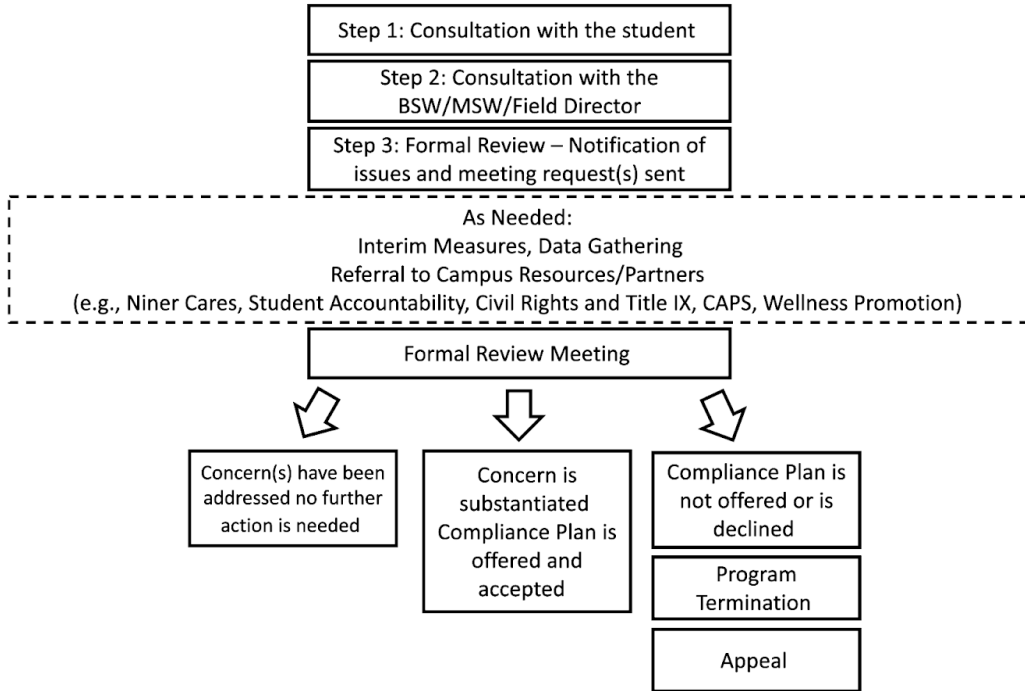 Step 1: Consultation with the student
Step 2: Consultation with the
BSW/MSW/Field Director
Step 3: Formal Review – Notification of
issues and meeting request(s) sent
As Needed:
Interim Measures, Data Gathering
Referral to Campus Resources/Partners
(e.g., Niner Cares, Student Accountability, Civil Rights and Title IX, CAPS, Wellness Promotion)
Formal Review Meeting
Concern(s) have been
addressed no further
action is needed
Concern is
substantiated
Compliance Plan is
offered and
accepted
Compliance Plan is
not offered or is
declined
Program
Termination
Appeal